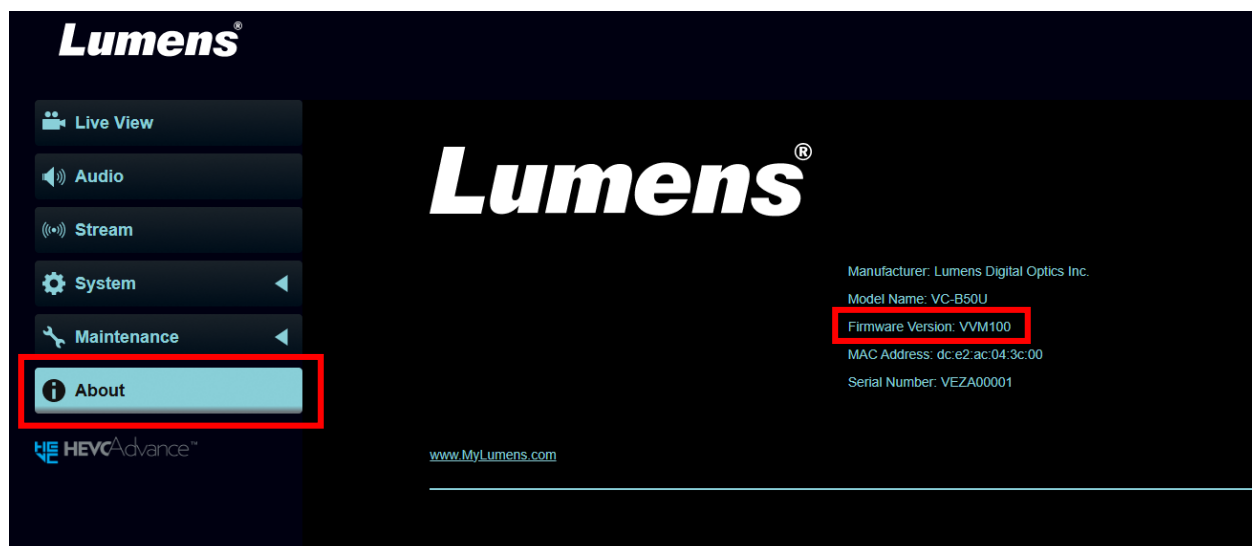 Lumens®
Live View
Audio
Stream
System
Maintenance
About
HEVCAdvance™
Lumens®
Manufacturer: Lumens Digital Optics Inc.
Model Name: VC-B50U
Firmware Version: VVM100
MAC Address: dc:e2:ac:04:3c:00
Serial Number: VEZA00001
www.MyLumens.com